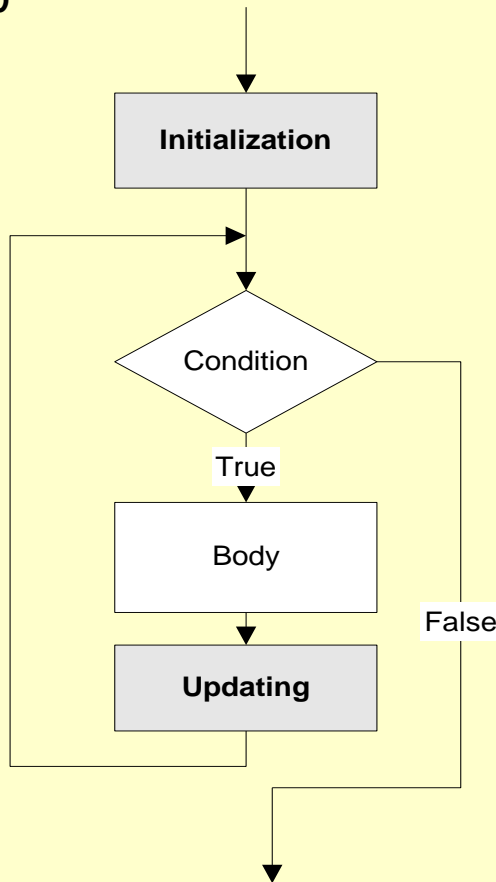 Initialization
Condition
True
Body
False
Updating